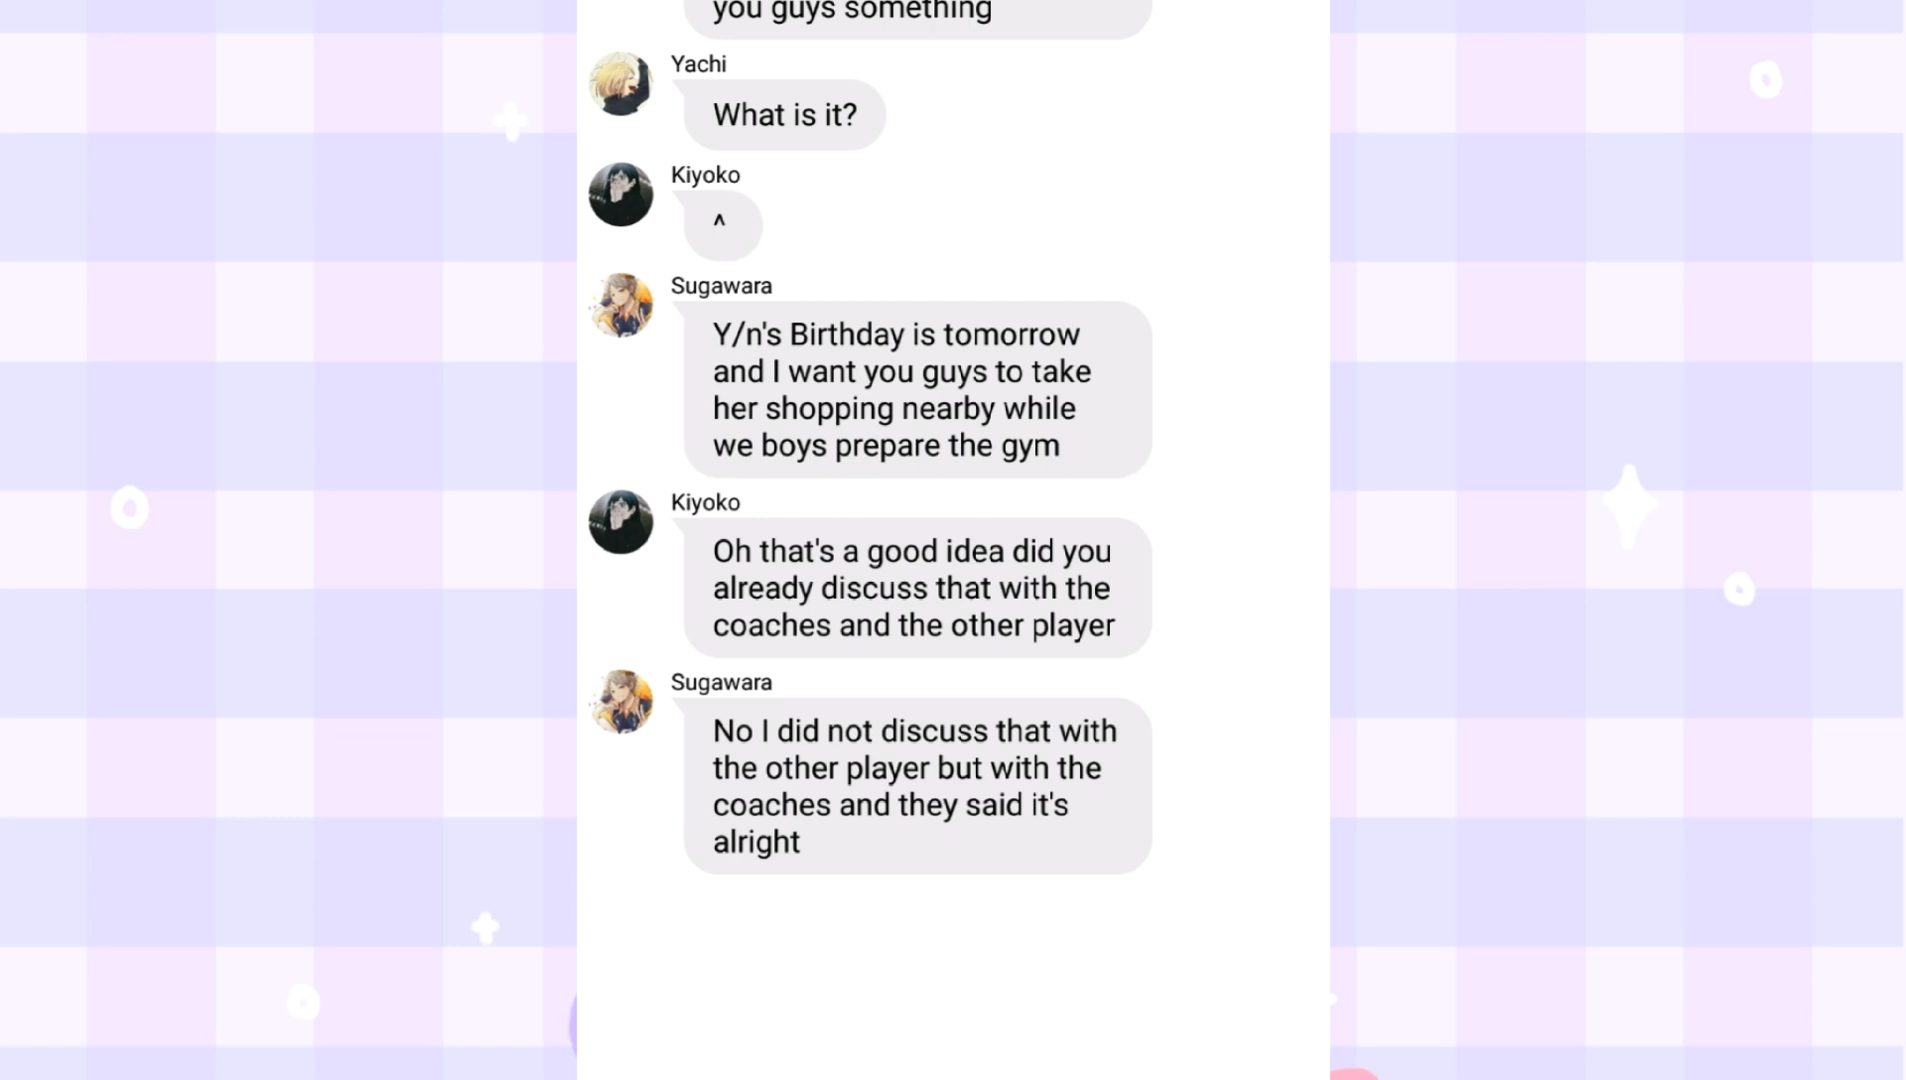 you guys something
Yachi
What is it?
Kiyoko
^
Sugawara
Y/n's Birthday is tomorrow
and I want you guys to take
her shopping nearby while
we boys prepare the gym
Kiyoko
Oh that's a good idea did you
already discuss that with the
coaches and the other player
Sugawara
No I did not discuss that with
the other player but with the
coaches and they said it's
alright